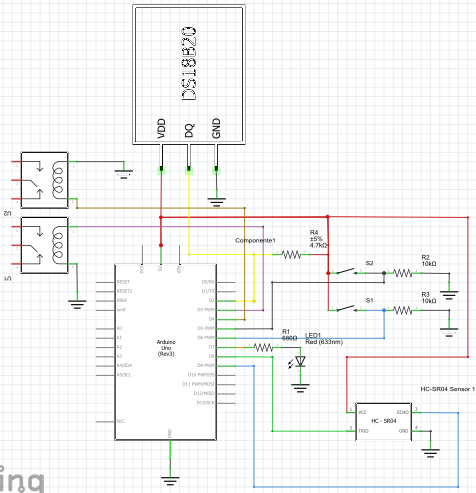 DS18B20
VDD
DQ
GND
U2
U1
Componente1
R4
±5%
4.7kΩ
S2
R2
10kΩ
S1
R3
10kΩ
3V3
5V
VIN
RESET
RESET2
AREF
ioref
A0
A1
A2
A3
A4/SDA
A5/SCL
N/C
Arduino
Uno
(Rev3)
D0/RX
D1/TX
D2
D3 PWM
D4
D5 PWM
D6 PWM
D7
D8
D9 PWM
D10 PWM/SS
D11 PWM/MOSI
D12/MISO
D13/SCK
GND
R1
680Ω
LED1
Red (633nm)
HC-SR04 Sensor 1
VCC
ECHO
HC - SR04
TRIG
GND
ing